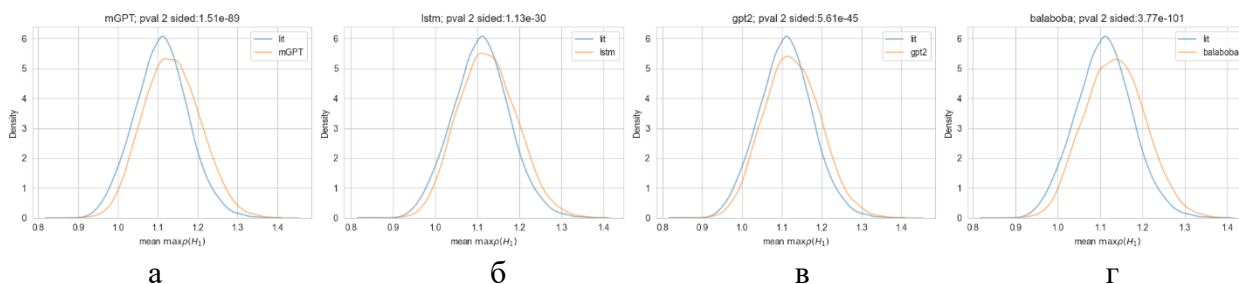 mGPT; pval 2 sided:1.51e-89
lit
mGPT
Density
6
5
4
3
2
1
0
0.8 0.9 1.0 1.1 1.2 1.3 1.4
mean maxρ(H₁)
а
lstm; pval 2 sided:1.13e-30
lit
lstm
Density
6
5
4
3
2
1
0
0.8 0.9 1.0 1.1 1.2 1.3 1.4
mean maxρ(H₁)
б
gpt2; pval 2 sided:5.61e-45
lit
gpt2
Density
6
5
4
3
2
1
0
0.8 0.9 1.0 1.1 1.2 1.3 1.4
mean maxρ(H₁)
в
balaboba; pval 2 sided:3.77e-101
lit
balaboba
Density
6
5
4
3
2
1
0
0.8 0.9 1.0 1.1 1.2 1.3 1.4
mean maxρ(H₁)
г